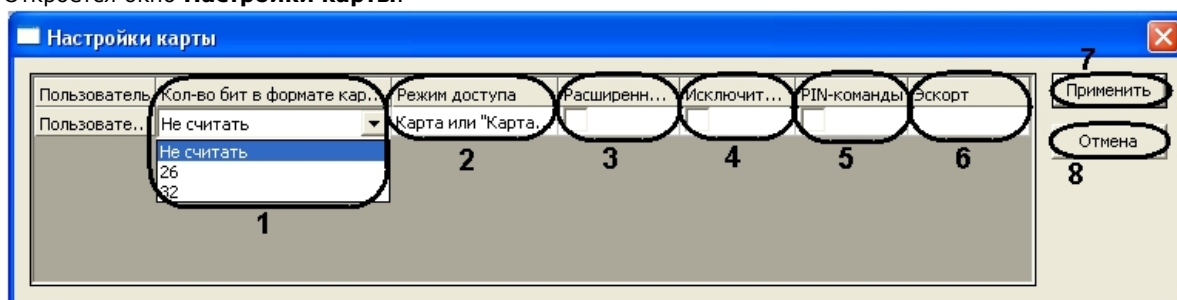 Откроется окно Настройки карты.
Настройки карты
7
Пользователь Кол-во бит в формате кар... Режим доступа Расширенн... Исключит... PIN-команды Эскорт Применить
Пользовате... Не считать Карта или "Карта...
Не считать 2 3 4 5 6 Отмена
26 8
32
1